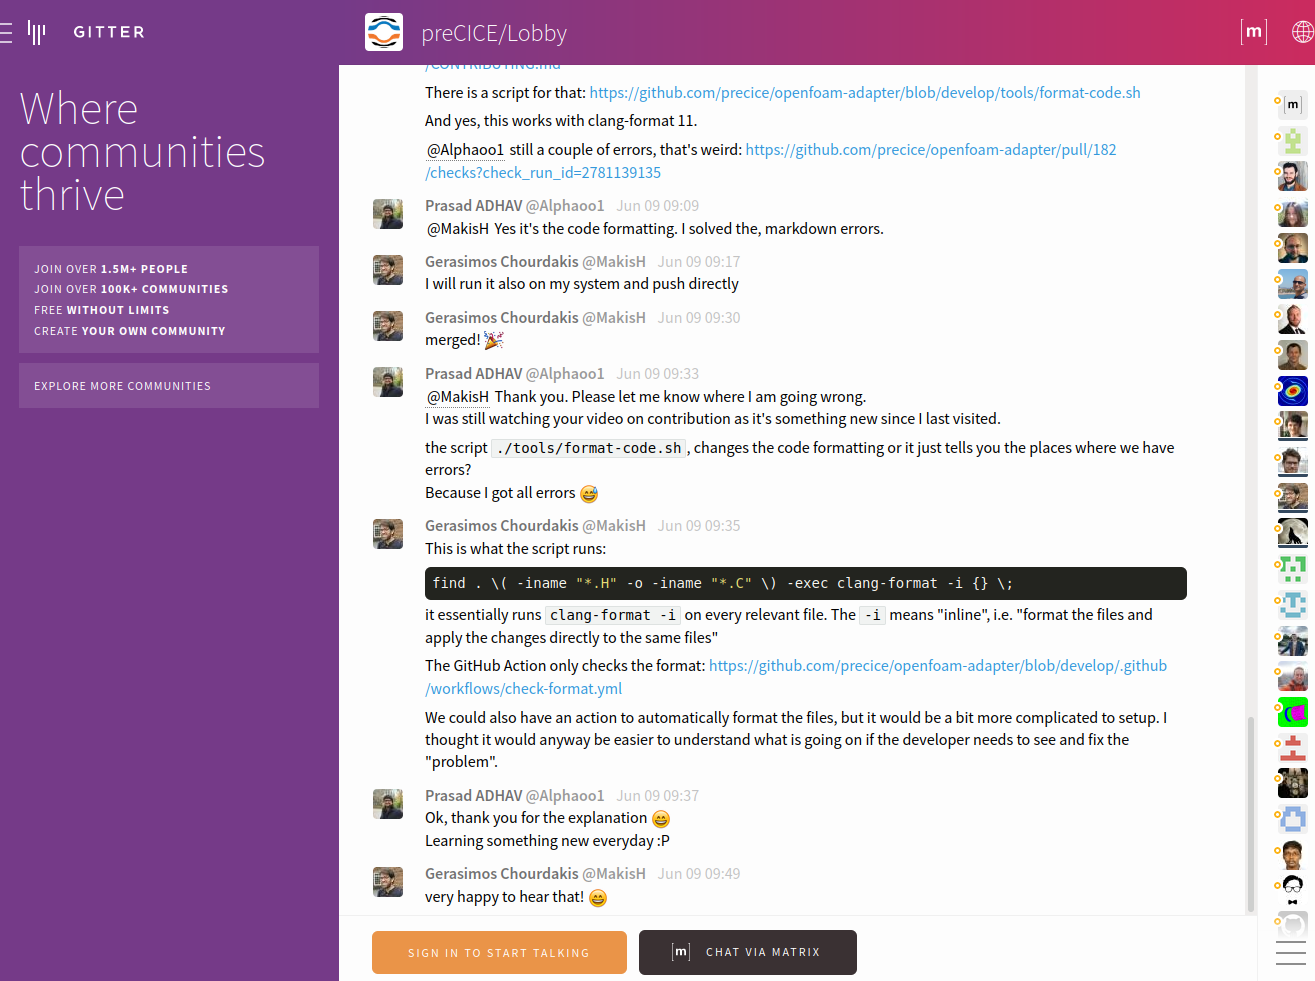 GITTER
preCICE/Lobby
[m]
Where
communities
thrive
JOIN OVER 1.5M+ PEOPLE
JOIN OVER 100K+ COMMUNITIES
FREE WITHOUT LIMITS
CREATE YOUR OWN COMMUNITY
EXPLORE MORE COMMUNITIES
/CONTRIBUTING.md
There is a script for that: https://github.com/precice/openfoam-adapter/blob/develop/tools/format-code.sh
And yes, this works with clang-format 11.
@Alphaoo1 still a couple of errors, that's weird: https://github.com/precice/openfoam-adapter/pull/182
/checks?check_run_id=2781139135
Prasad ADHAV @Alphaoo1 Jun 09 09:09
@MakisH Yes it's the code formatting. I solved the, markdown errors.
Gerasimos Chourdakis @MakisH Jun 09 09:17
I will run it also on my system and push directly
Gerasimos Chourdakis @MakisH Jun 09 09:30
merged! 🎉
Prasad ADHAV @Alphaoo1 Jun 09 09:33
@MakisH Thank you. Please let me know where I am going wrong.
I was still watching your video on contribution as it's something new since I last visited.
the script ./tools/format-code.sh, changes the code formatting or it just tells you the places where we have
errors?
Because I got all errors 😅
Gerasimos Chourdakis @MakisH Jun 09 09:35
This is what the script runs:
find . \( -iname "*.H" -o -iname "*.C" \) -exec clang-format -i {} \;
it essentially runs clang-format -i on every relevant file. The -i means "inline", i.e. "format the files and
apply the changes directly to the same files"
The GitHub Action only checks the format: https://github.com/precice/openfoam-adapter/blob/develop/.github
/workflows/check-format.yml
We could also have an action to automatically format the files, but it would be a bit more complicated to setup. I
thought it would anyway be easier to understand what is going on if the developer needs to see and fix the
"problem".
Prasad ADHAV @Alphaoo1 Jun 09 09:37
Ok, thank you for the explanation 😄
Learning something new everyday :P
Gerasimos Chourdakis @MakisH Jun 09 09:49
very happy to hear that! 😄
SIGN IN TO START TALKING
[m] CHAT VIA MATRIX
[m]